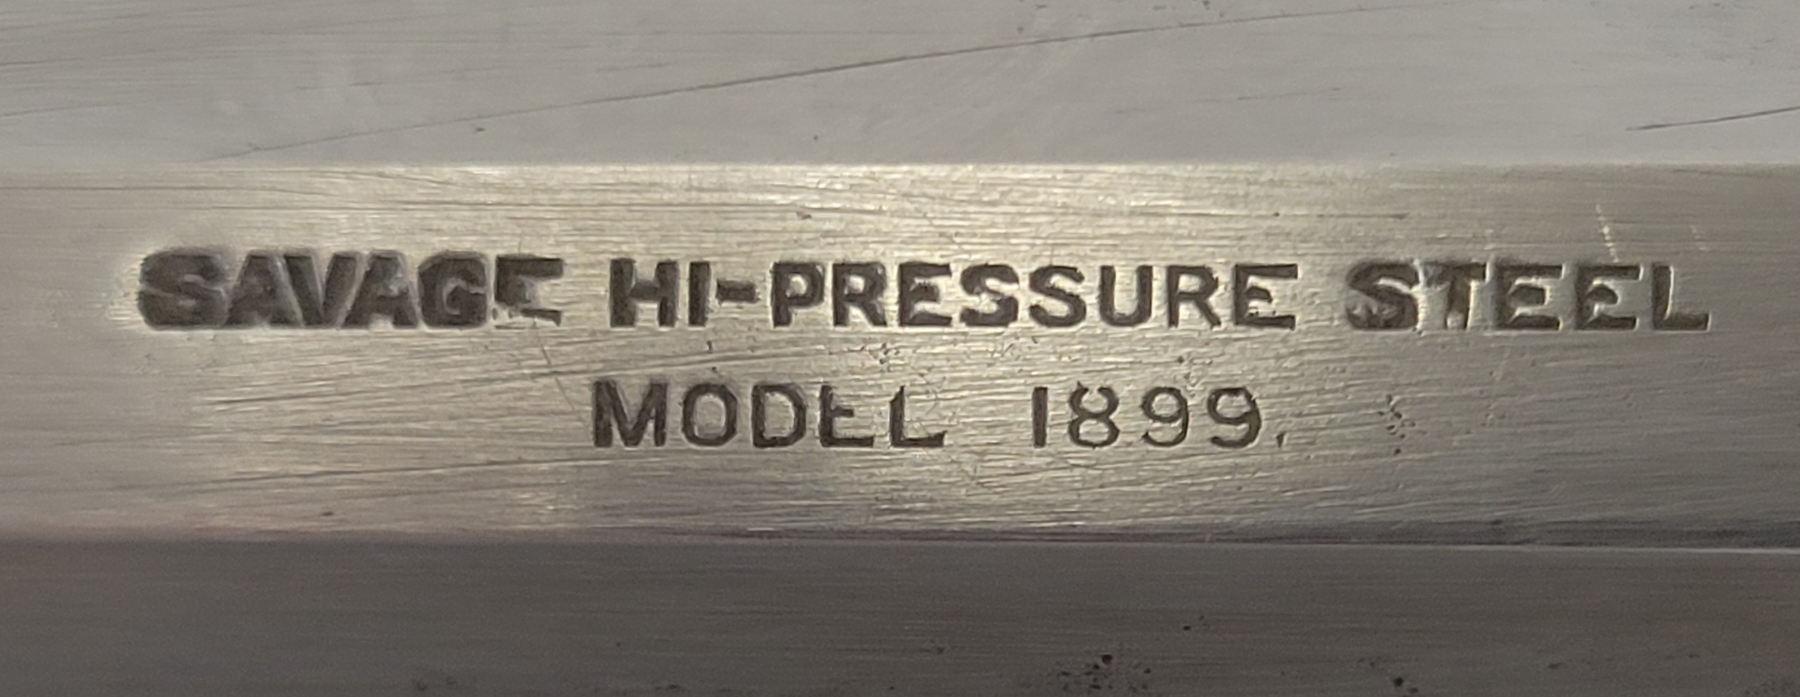 SAVAGE HI-PRESSURE STEEL
MODEL 1899.